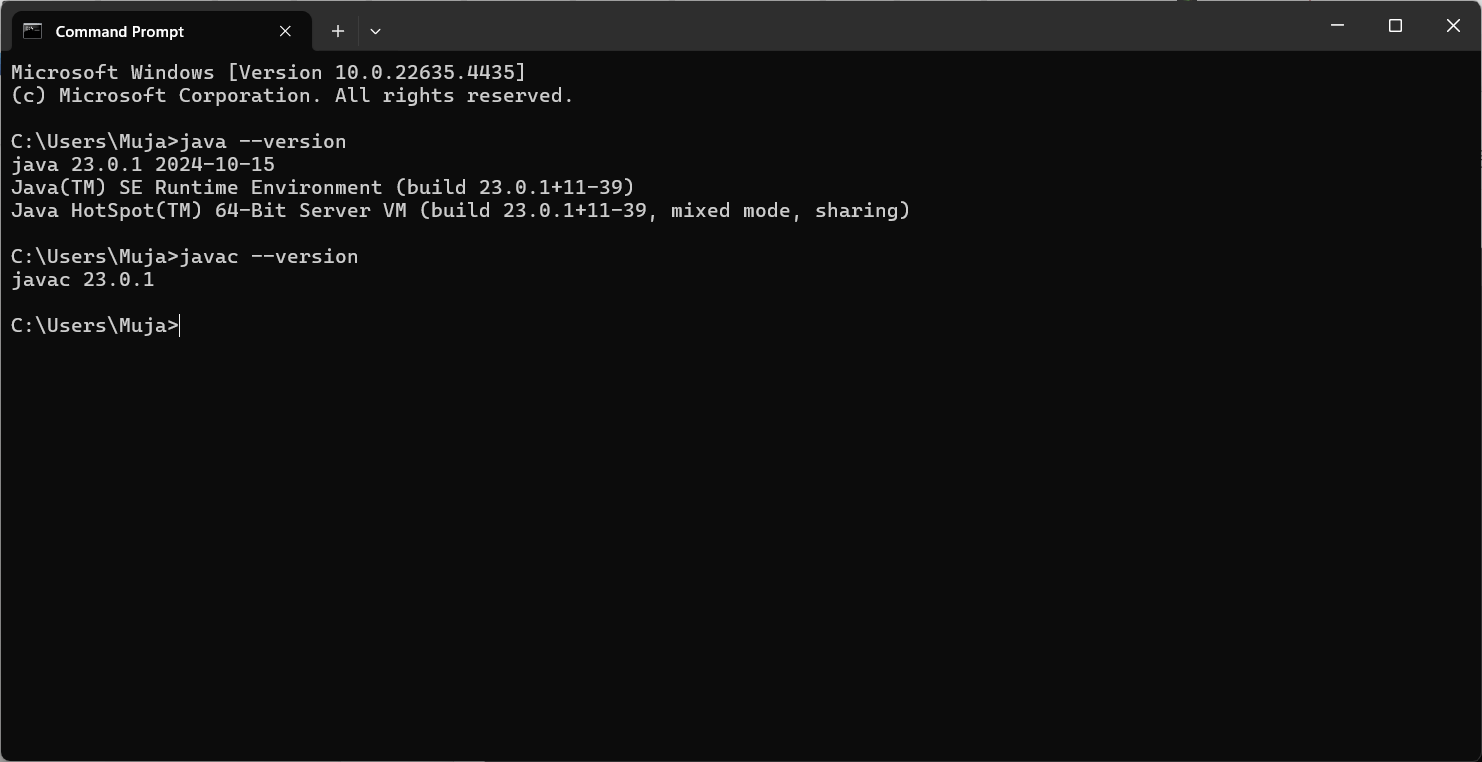 Command Prompt
Microsoft Windows [Version 10.0.22635.4435]
(c) Microsoft Corporation. All rights reserved.
C:\Users\Muja>java --version
java 23.0.1 2024-10-15
Java(TM) SE Runtime Environment (build 23.0.1+11-39)
Java HotSpot(TM) 64-Bit Server VM (build 23.0.1+11-39, mixed mode, sharing)
C:\Users\Muja>javac --version
javac 23.0.1
C:\Users\Muja>